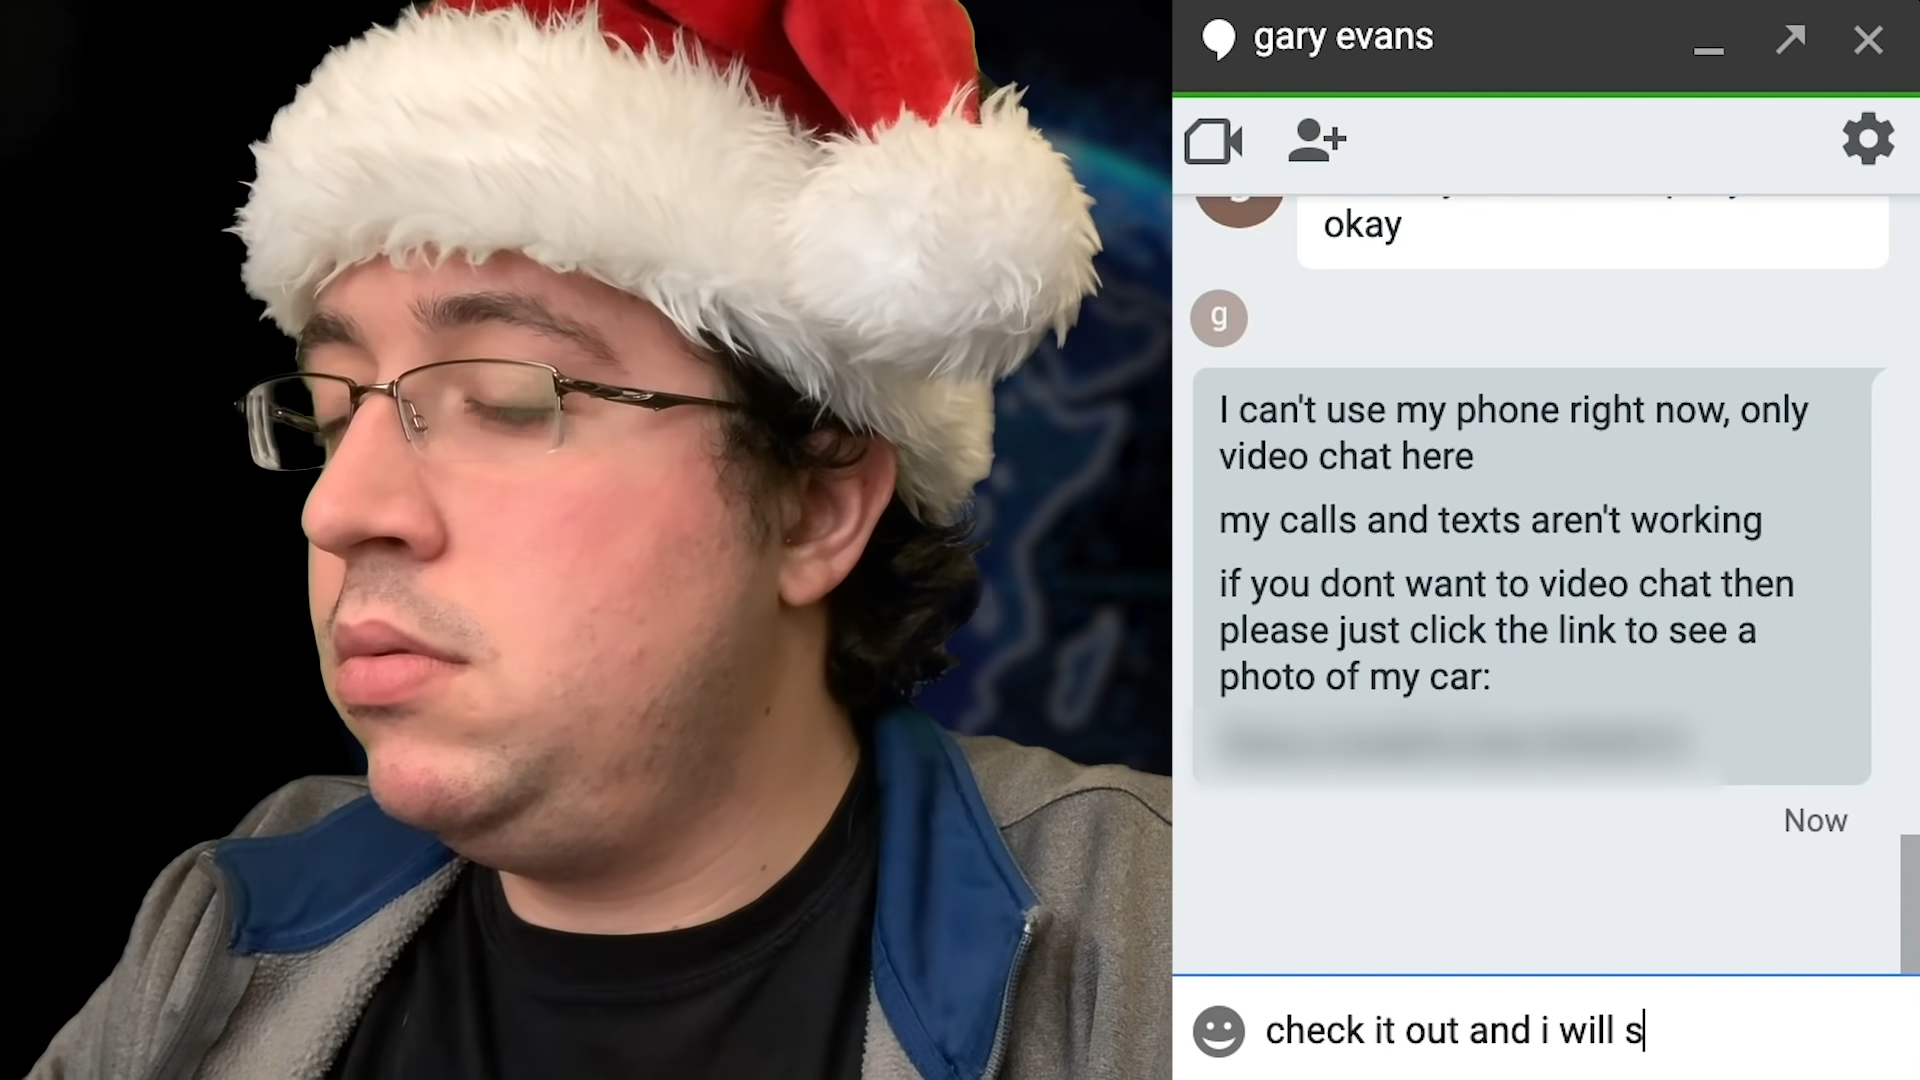 gary evans
okay
g
I can't use my phone right now, only
video chat here
my calls and texts aren't working
if you dont want to video chat then
please just click the link to see a
photo of my car:
Now
check it out and i will s